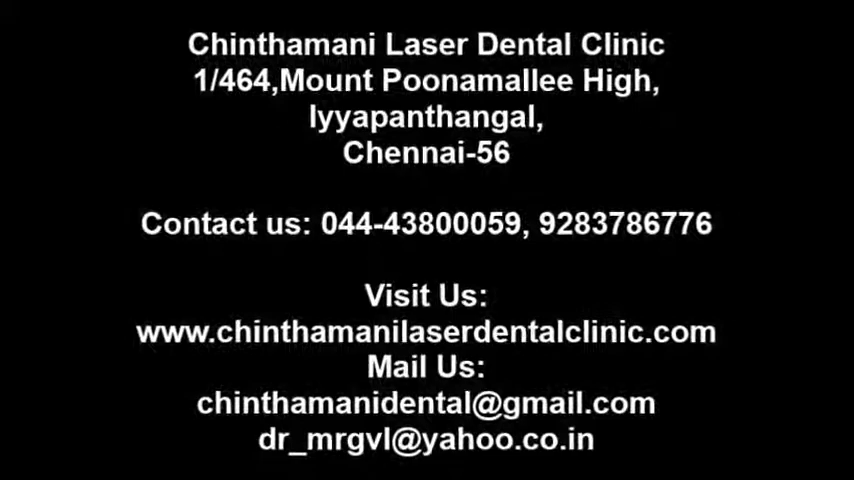 Chinthamani Laser Dental Clinic
1/464,Mount Poonamallee High,
Iyyapanthangal,
Chennai-56
Contact us: 044-43800059, 9283786776
Visit Us:
www.chinthamanilaserdentalclinic.com
Mail Us:
chinthamanidental@gmail.com
dr_mrgvl@yahoo.co.in